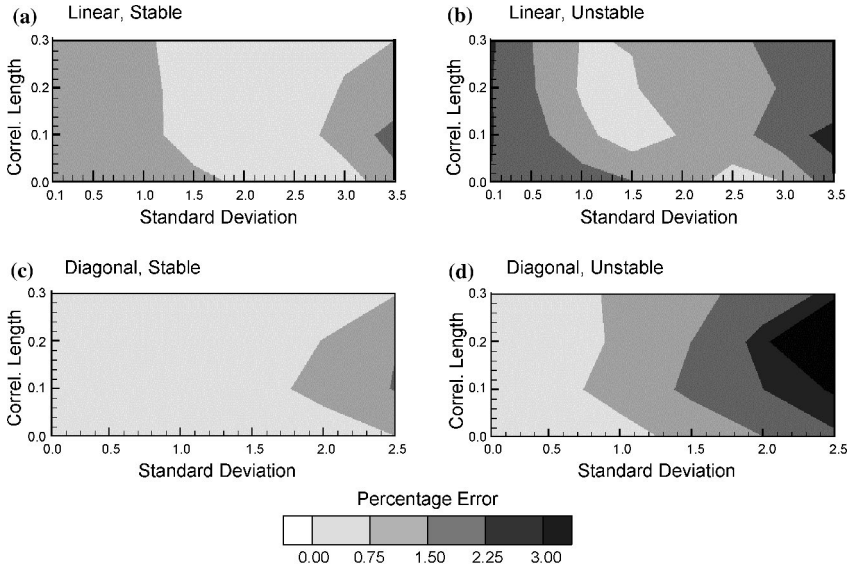 (a) Linear, Stable
Correl. Length
0.3
0.2
0.1
0.0
0.1 0.5 1.0 1.5 2.0 2.5 3.0 3.5
Standard Deviation
(b) Linear, Unstable
Correl. Length
0.3
0.2
0.1
0.0
0.1 0.5 1.0 1.5 2.0 2.5 3.0 3.5
Standard Deviation
(c) Diagonal, Stable
Correl. Length
0.3
0.2
0.1
0.0
0.0 0.5 1.0 1.5 2.0 2.5
Standard Deviation
(d) Diagonal, Unstable
Correl. Length
0.3
0.2
0.1
0.0
0.0 0.5 1.0 1.5 2.0 2.5
Standard Deviation
Percentage Error
0.00 0.75 1.50 2.25 3.00